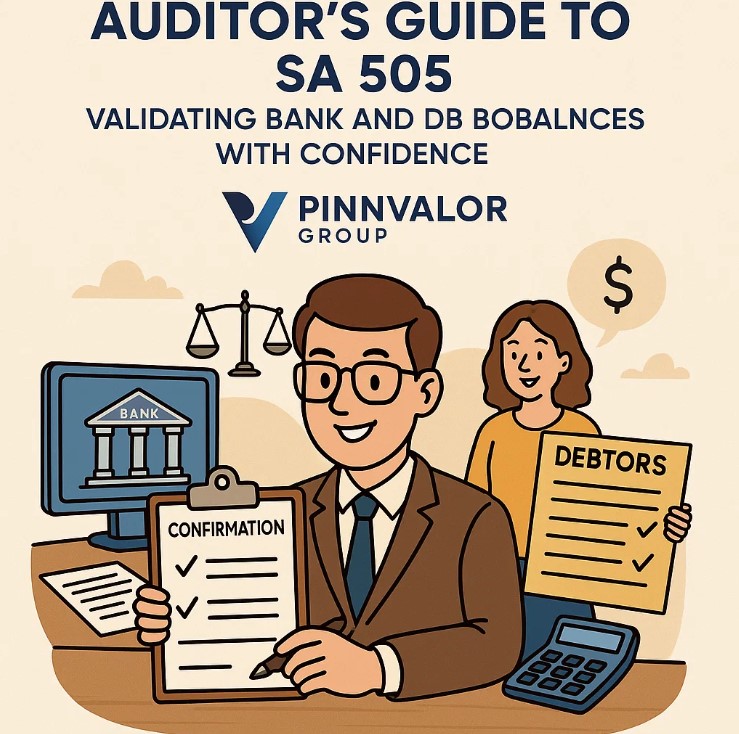 AUDITOR'S GUIDE TO
SA 505
VALIDATING BANK AND DB BOBALNCES
WITH CONFIDENCE
PINNVALOR
GROUP
$
BANK
DEBTORS
CONFIRMATION